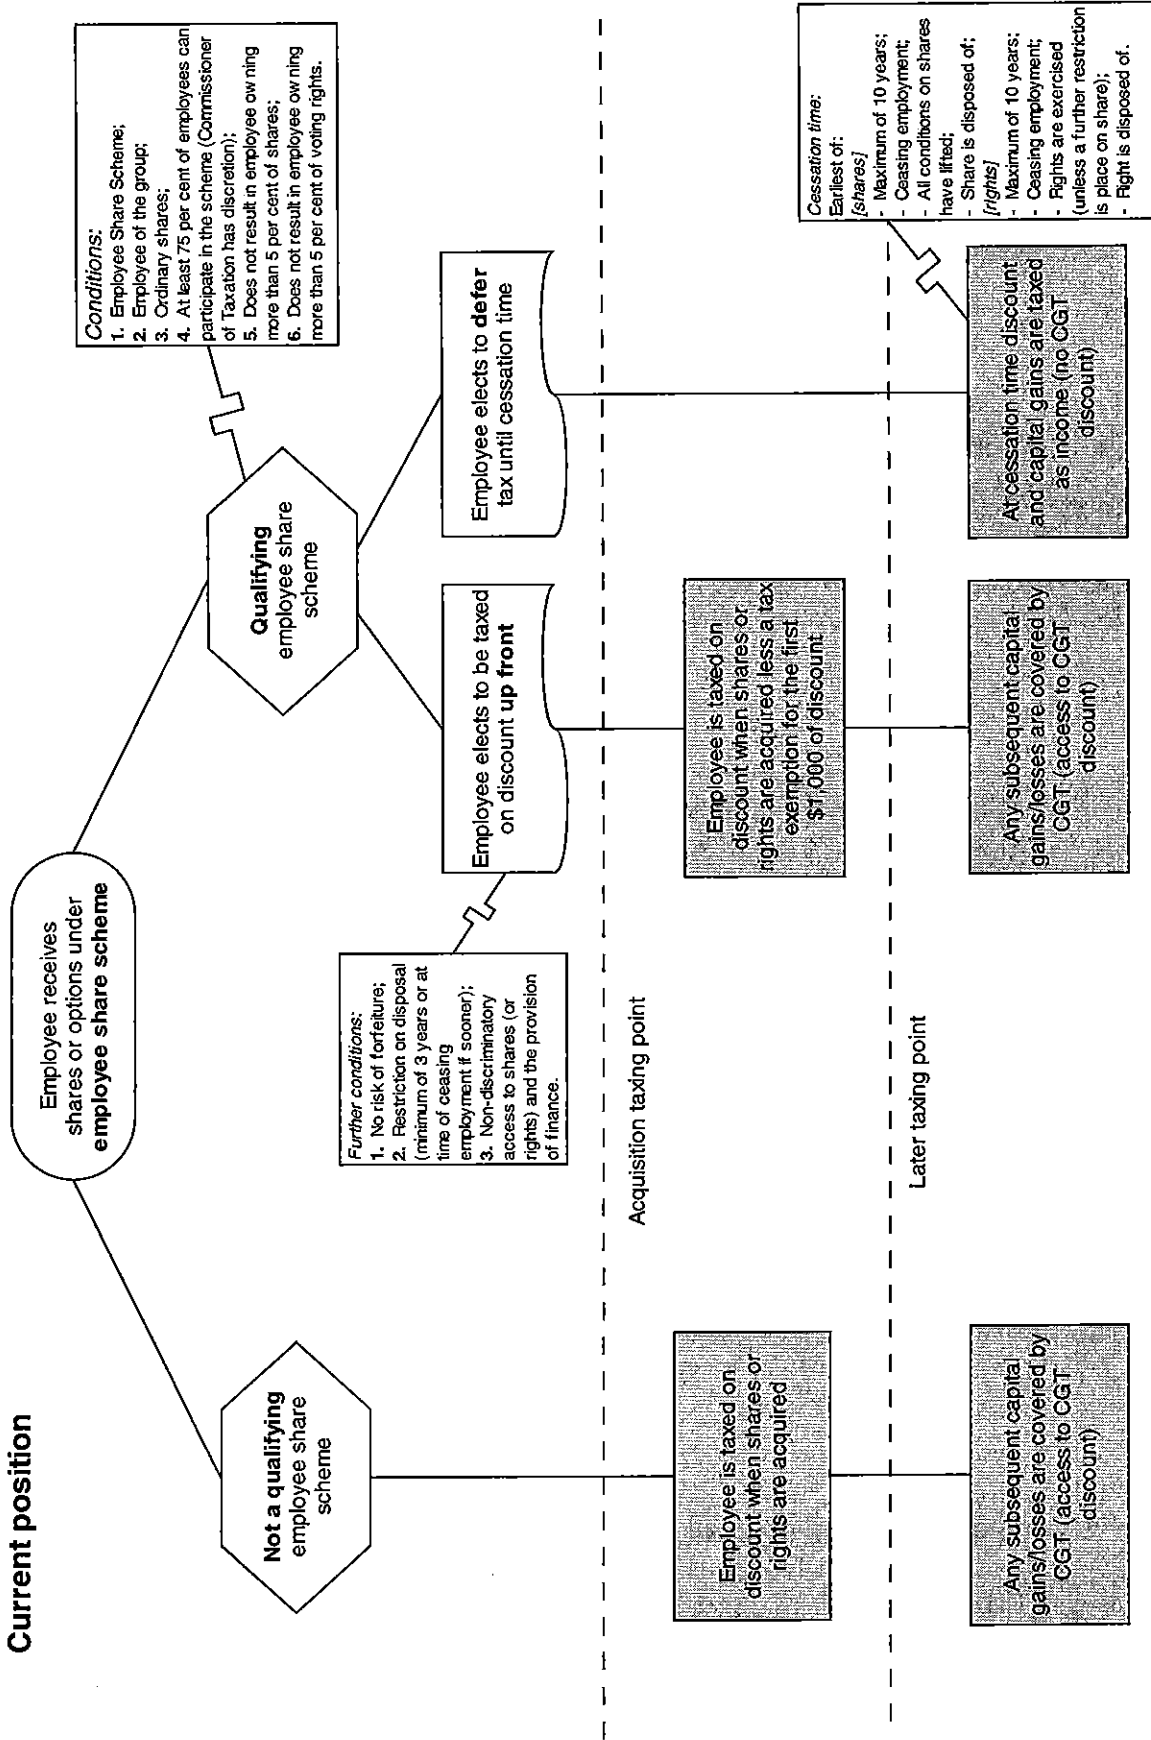 Current position
Employee receives
shares or options under
employee share scheme
Not a qualifying
employee share
scheme
Qualifying
employee share
scheme
Conditions:
1. Employee Share Scheme;
2. Employee of the group;
3. Ordinary shares;
4. At least 75 per cent of employees can
participate in the scheme (Commissioner
of Taxation has discretion);
5. Does not result in employee owning
more than 5 per cent of shares;
6. Does not result in employee owning
more than 5 per cent of voting rights.
Further conditions:
1. No risk of forfeiture;
2. Restriction on disposal
(minimum of 3 years or at
time of ceasing
employment if sooner);
3. Non-discriminatory
access to shares (or
rights) and the provision
of finance.
Employee elects to be taxed
on discount up front
Employee elects to defer
tax until cessation time
Acquisition taxing point
Employee is taxed on
discount when shares or
rights are acquired
Employee is taxed on
discount when shares or
rights are acquired less a tax
exemption for the first
$1,000 of discount
Later taxing point
Any subsequent capital
gains/losses are covered by
CGT (access to CGT
discount)
Any subsequent capital
gains/losses are covered by
CGT (access to CGT
discount)
At cessation time discount
and capital gains are taxed
as income (no CGT
discount)
Cessation time:
Earliest of:
[shares]
- Maximum of 10 years;
- Ceasing employment;
- All conditions on shares
have lifted;
- Share is disposed of;
[rights]
- Maximum of 10 years;
- Ceasing employment;
- Rights are exercised
(unless a further restriction
is place on share);
- Right is disposed of.